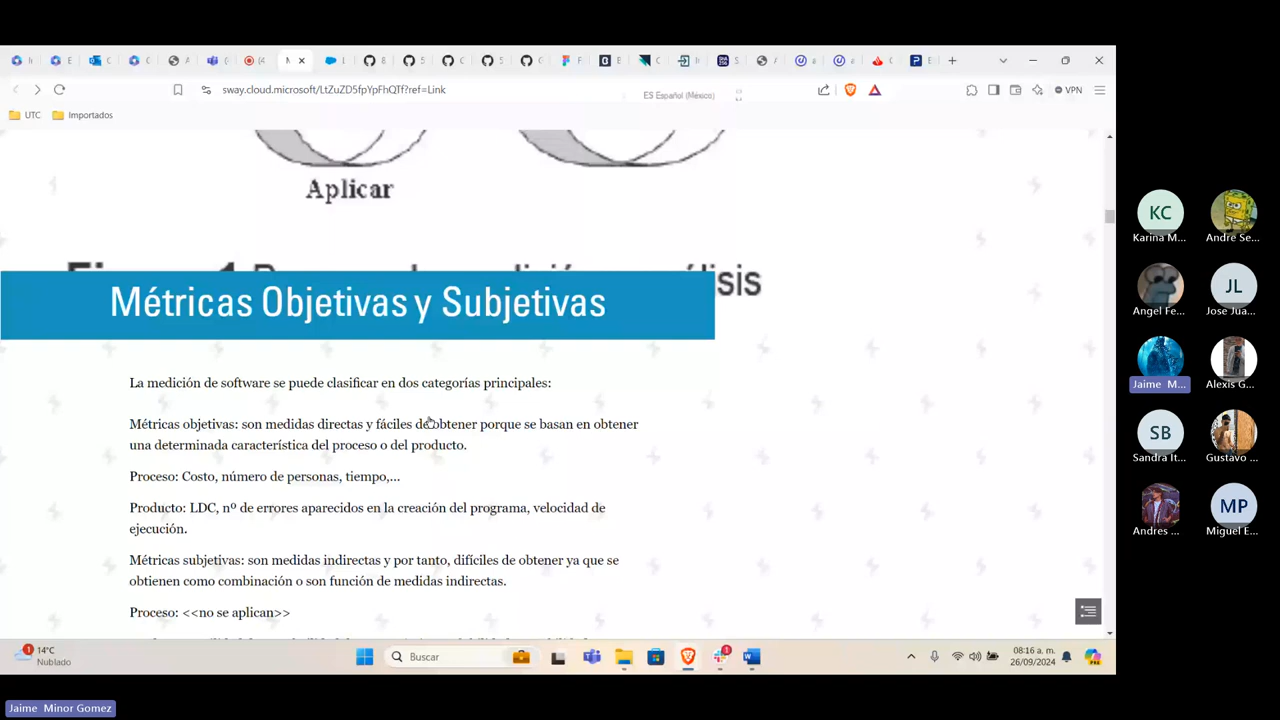 sway.cloud.microsoft/LtZuZD5fpYpFhQTf?ref=Link
ES Español (México)
VPN
UTC
Importados
Aplicar
Métricas Objetivas y Subjetivas
La medición de software se puede clasificar en dos categorías principales:
Métricas objetivas: son medidas directas y fáciles de obtener porque se basan en obtener
una determinada característica del proceso o del producto.
Proceso: Costo, número de personas, tiempo,...
Producto: LDC, nº de errores aparecidos en la creación del programa, velocidad de
ejecución.
Métricas subjetivas: son medidas indirectas y por tanto, difíciles de obtener ya que se
obtienen como combinación o son función de medidas indirectas.
Proceso: <<no se aplican>>
KC
Karina M...
Andre Se...
Angel Fe...
JL
Jose Jua...
Jaime M...
Alexis G...
SB
Sandra It...
Gustavo ...
Andres ...
MP
Miguel E...
1
14°C
Nublado
Buscar
08:16 a. m.
26/09/2024
Jaime Minor Gomez